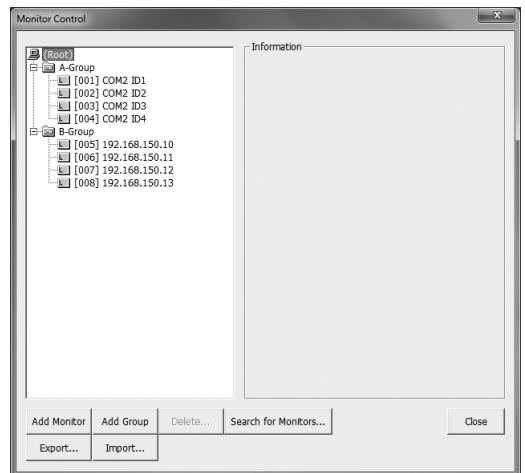 Monitor Control
x
(Root)
A-Group
[001] COM2 ID1
[002] COM2 ID2
[003] COM2 ID3
[004] COM2 ID4
B-Group
[005] 192.168.150.10
[006] 192.168.150.11
[007] 192.168.150.12
[008] 192.168.150.13
Information
Add Monitor Add Group Delete... Search for Monitors... Close
Export... Import...